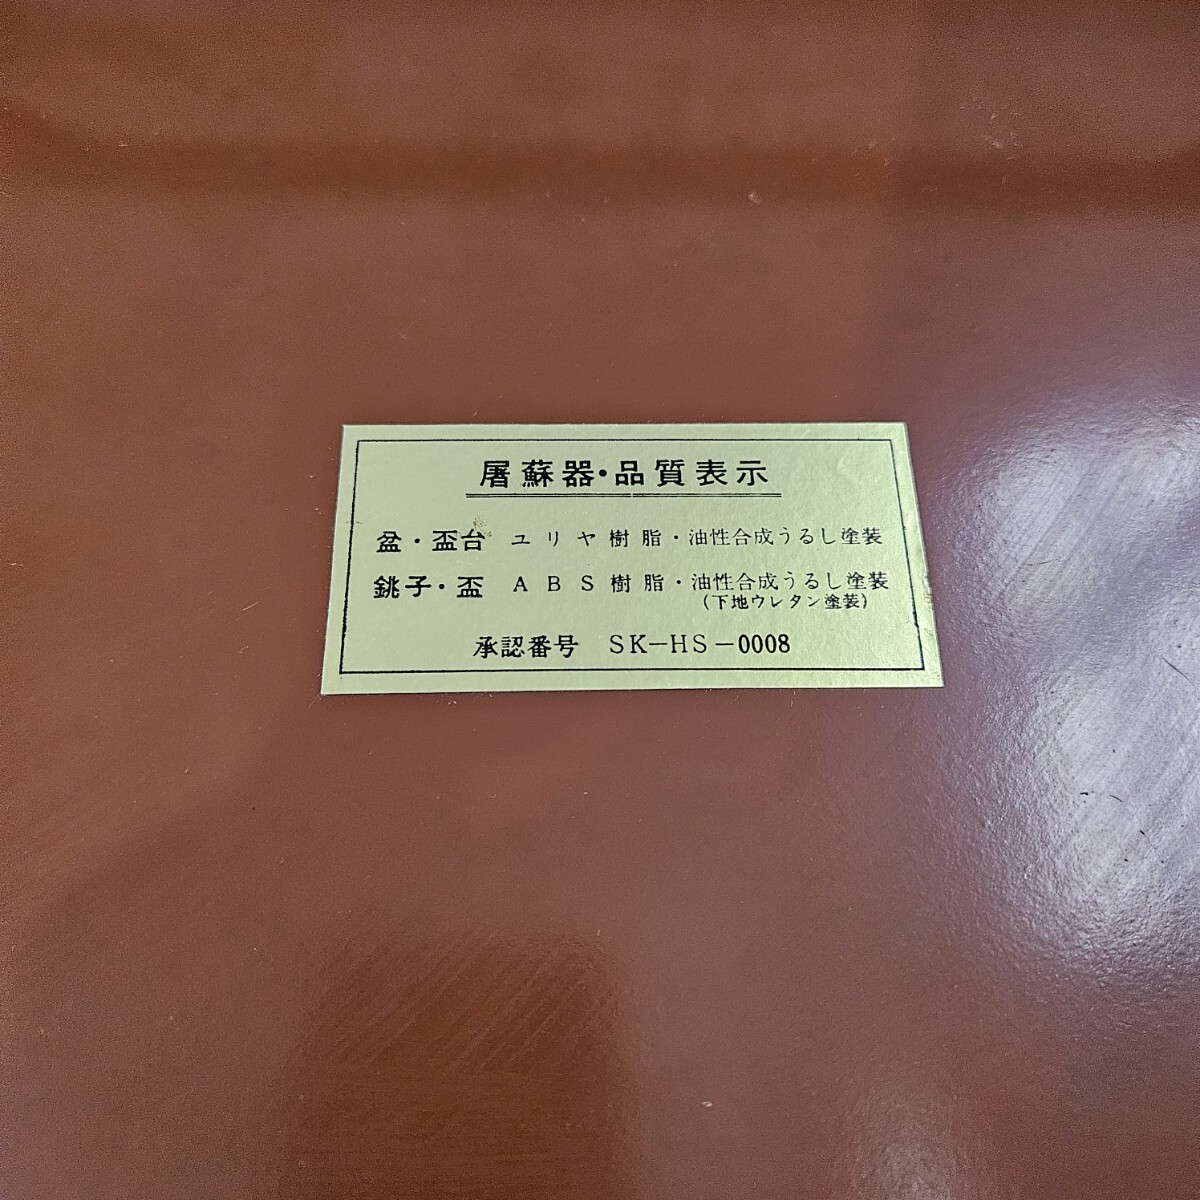 屠蘇器・品質表示
盆・盃台 ユリヤ樹脂・油性合成うるし塗装
銚子・盃 ABS樹脂・油性合成うるし塗装
(下地ウレタン塗装)
承認番号 SK－HS－0008